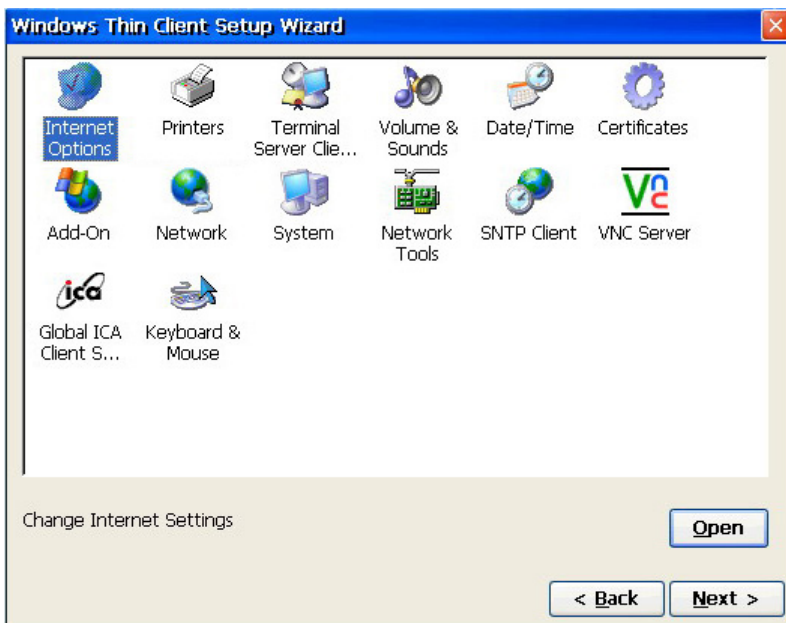 Windows Thin Client Setup Wizard
Internet Options
Printers
Terminal Server Clie...
Volume & Sounds
Date/Time
Certificates
Add-On
Network
System
Network Tools
SNTP Client
VNC Server
ica
Global ICA Client S...
Keyboard & Mouse
Change Internet Settings
Open
< Back
Next >